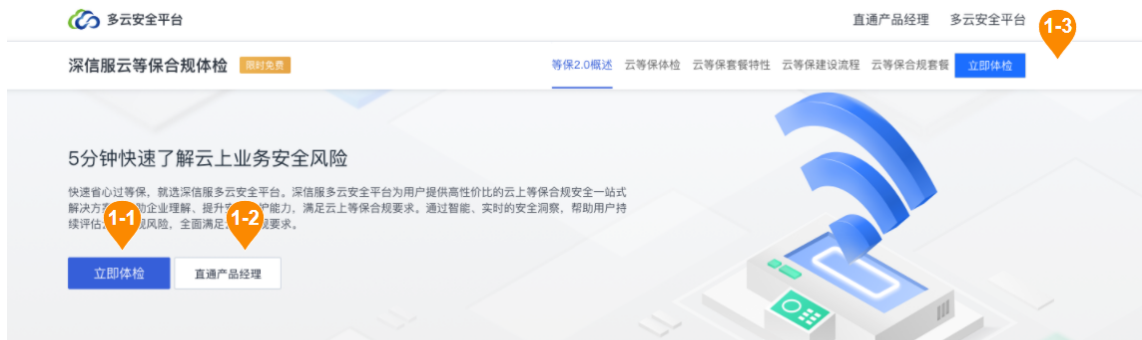 多云安全平台
直通产品经理 多云安全平台
1-3
深信服云等保合规体检 限时免费
等保2.0概述 云等保体检 云等保套餐特性 云等保建设流程 云等保合规套餐 立即体检
5分钟快速了解云上业务安全风险
快速省心过等保，就选深信服多云安全平台。深信服多云安全平台为用户提供高性价比的云上等保合规安全一站式
解决方 助企业理解、提升 护能力，满足云上等保合规要求。通过智能、实时的安全洞察，帮助用户持
续评估 规风险，全面满足 规要求。
1-1
1-2
立即体检 直通产品经理